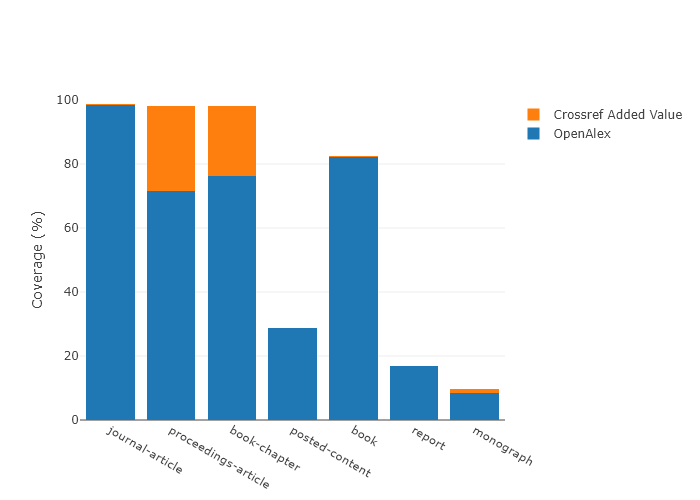 100
80
60
40
20
0
Coverage (%)
journal-article
proceedings-article
book-chapter
posted-content
book
report
monograph
Crossref Added Value
OpenAlex